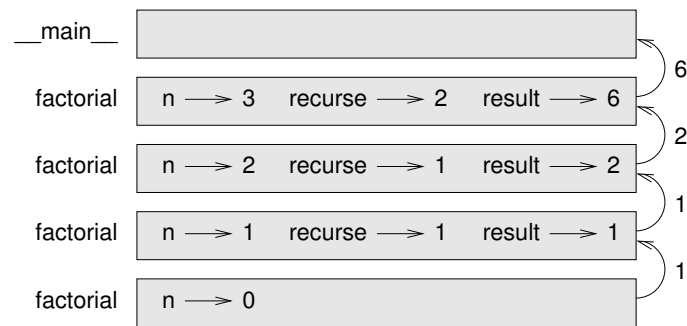 __main__
6
factorial n 3 recurse 2 result 6
2
factorial n 2 recurse 1 result 2
1
factorial n 1 recurse 1 result 1
1
factorial n 0